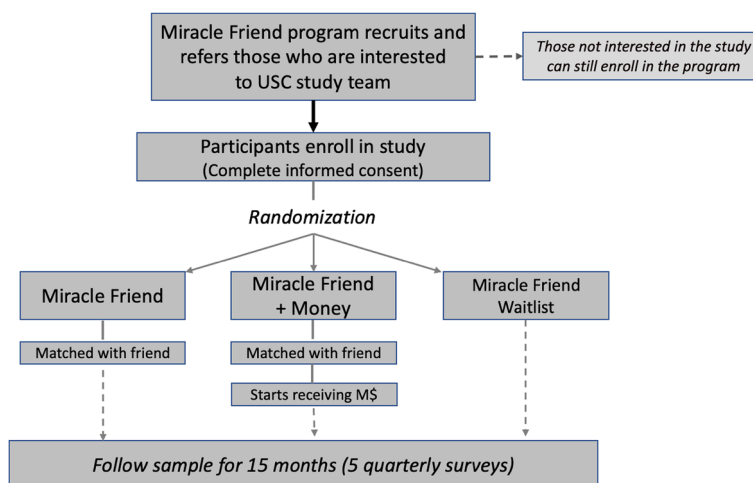 Miracle Friend program recruits and
refers those who are interested
to USC study team
Those not interested in the study
can still enroll in the program
Participants enroll in study
(Complete informed consent)
Randomization
Miracle Friend
Miracle Friend
+ Money
Miracle Friend
Waitlist
Matched with friend
Matched with friend
Starts receiving M$
Follow sample for 15 months (5 quarterly surveys)